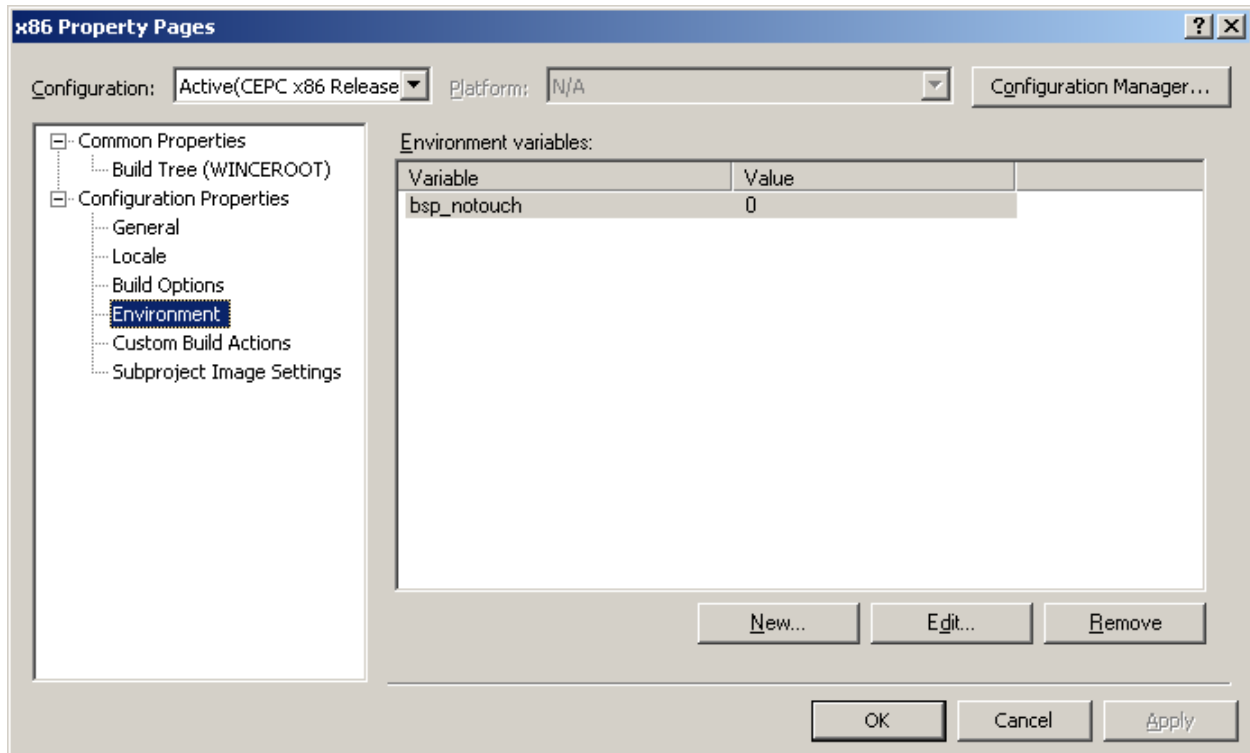 x86 Property Pages
Configuration: Active(CEPC x86 Release Platform: N/A Configuration Manager...
Common Properties
Build Tree (WINCEROOT)
Configuration Properties
General
Locale
Build Options
Environment
Custom Build Actions
Subproject Image Settings
Environment variables:
Variable Value
bsp_notouch 0
New... Edit... Remove
OK Cancel Apply